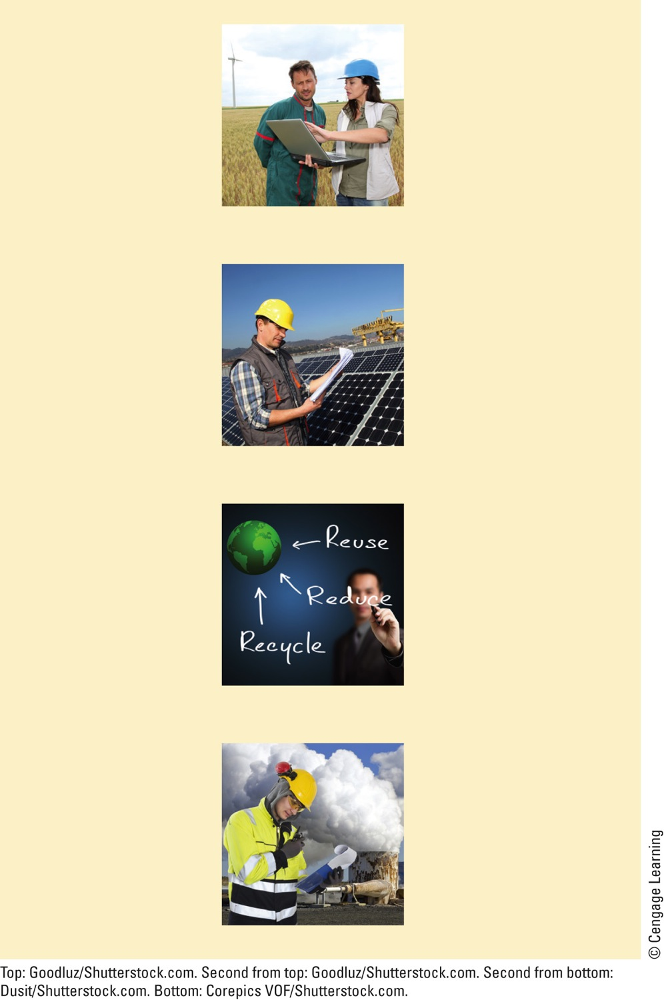 Reuse
Reduce
Recycle
© Cengage Learning
Top: Goodluz/Shutterstock.com. Second from top: Goodluz/Shutterstock.com. Second from bottom:
Dusit/Shutterstock.com. Bottom: Corepics VOF/Shutterstock.com.